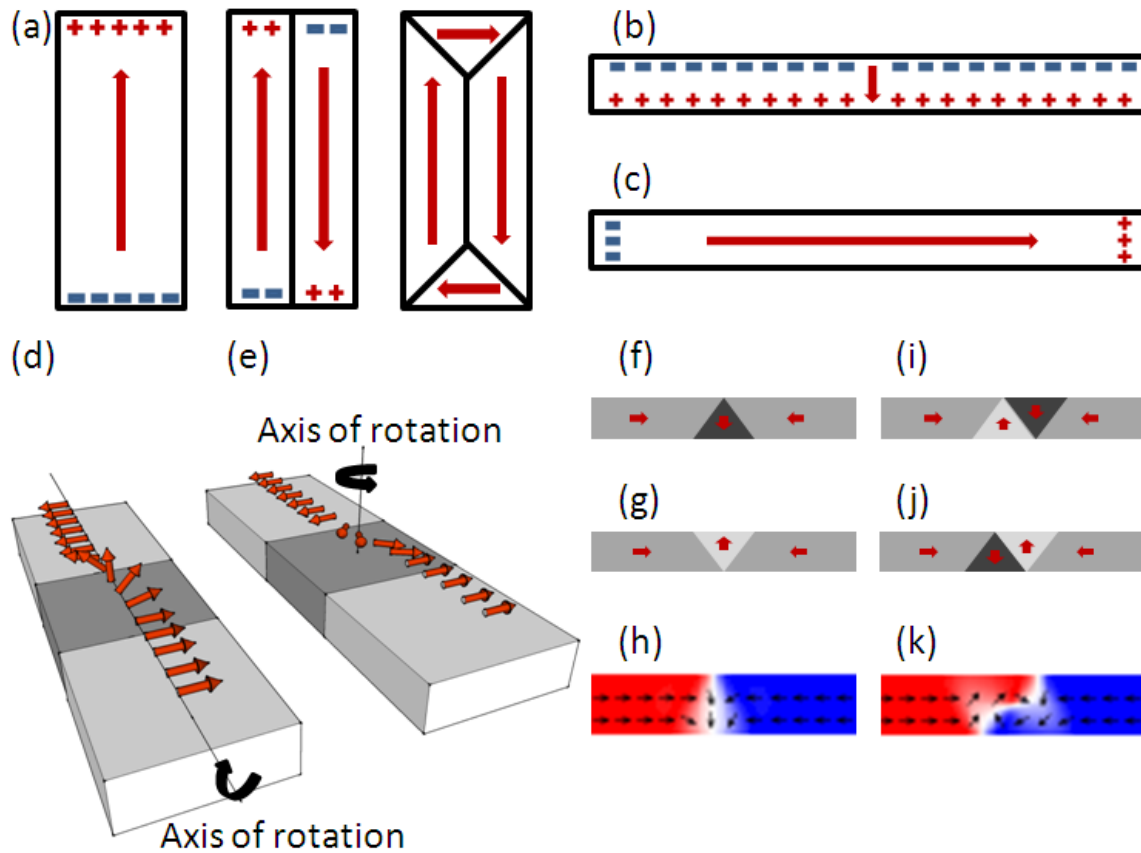 (a)
(b)
(c)
(d)
(e)
(f)
(i)
Axis of rotation
(g)
(j)
(h)
(k)
Axis of rotation